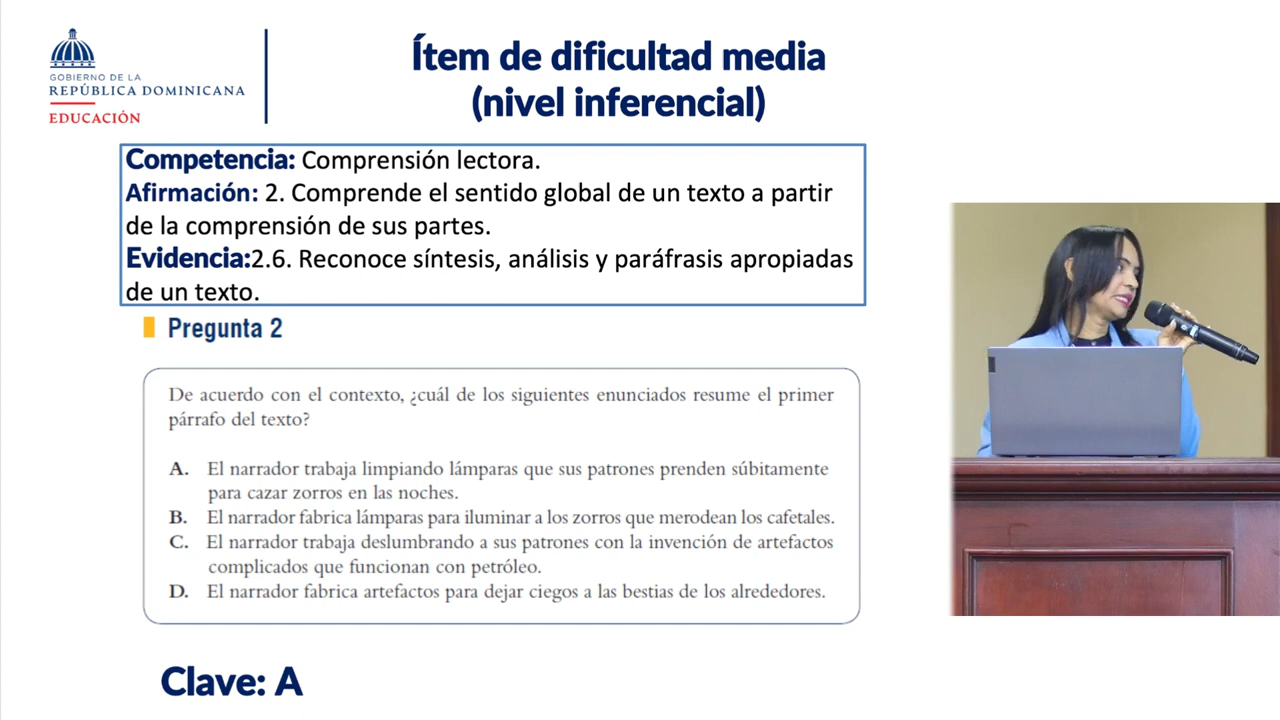 GOBIERNO DE LA
REPÚBLICA DOMINICANA
EDUCACIÓN
Ítem de dificultad media
(nivel inferencial)
Competencia: Comprensión lectora.
Afirmación: 2. Comprende el sentido global de un texto a partir
de la comprensión de sus partes.
Evidencia:2.6. Reconoce síntesis, análisis y paráfrasis apropiadas
de un texto.
Pregunta 2
De acuerdo con el contexto, ¿cuál de los siguientes enunciados resume el primer
párrafo del texto?
A. El narrador trabaja limpiando lámparas que sus patrones prenden súbitamente
para cazar zorros en las noches.
B. El narrador fabrica lámparas para iluminar a los zorros que merodean los cafetales.
C. El narrador trabaja deslumbrando a sus patrones con la invención de artefactos
complicados que funcionan con petróleo.
D. El narrador fabrica artefactos para dejar ciegos a las bestias de los alrededores.
Clave: A